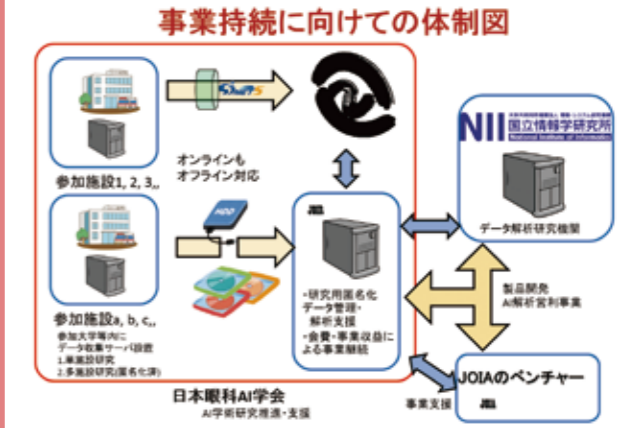 事業持続に向けての体制図
参加施設1, 2, 3,,
オンラインも
オフライン対応
NII 国立情報学研究所
National Institute of Informatics
データ解析研究機関
HDD
参加施設a, b, c,,
参加大学等内に
データ収集サーバ設置
1.単施設研究
2.多施設研究(匿名化済)
・研究用匿名化
データ管理・
解析支援
・会費・事業収益に
よる事業継続
製品開発
AI解析営利事業
日本眼科AI学会
AI学術研究推進・支援
事業支援
JOIAのベンチャー